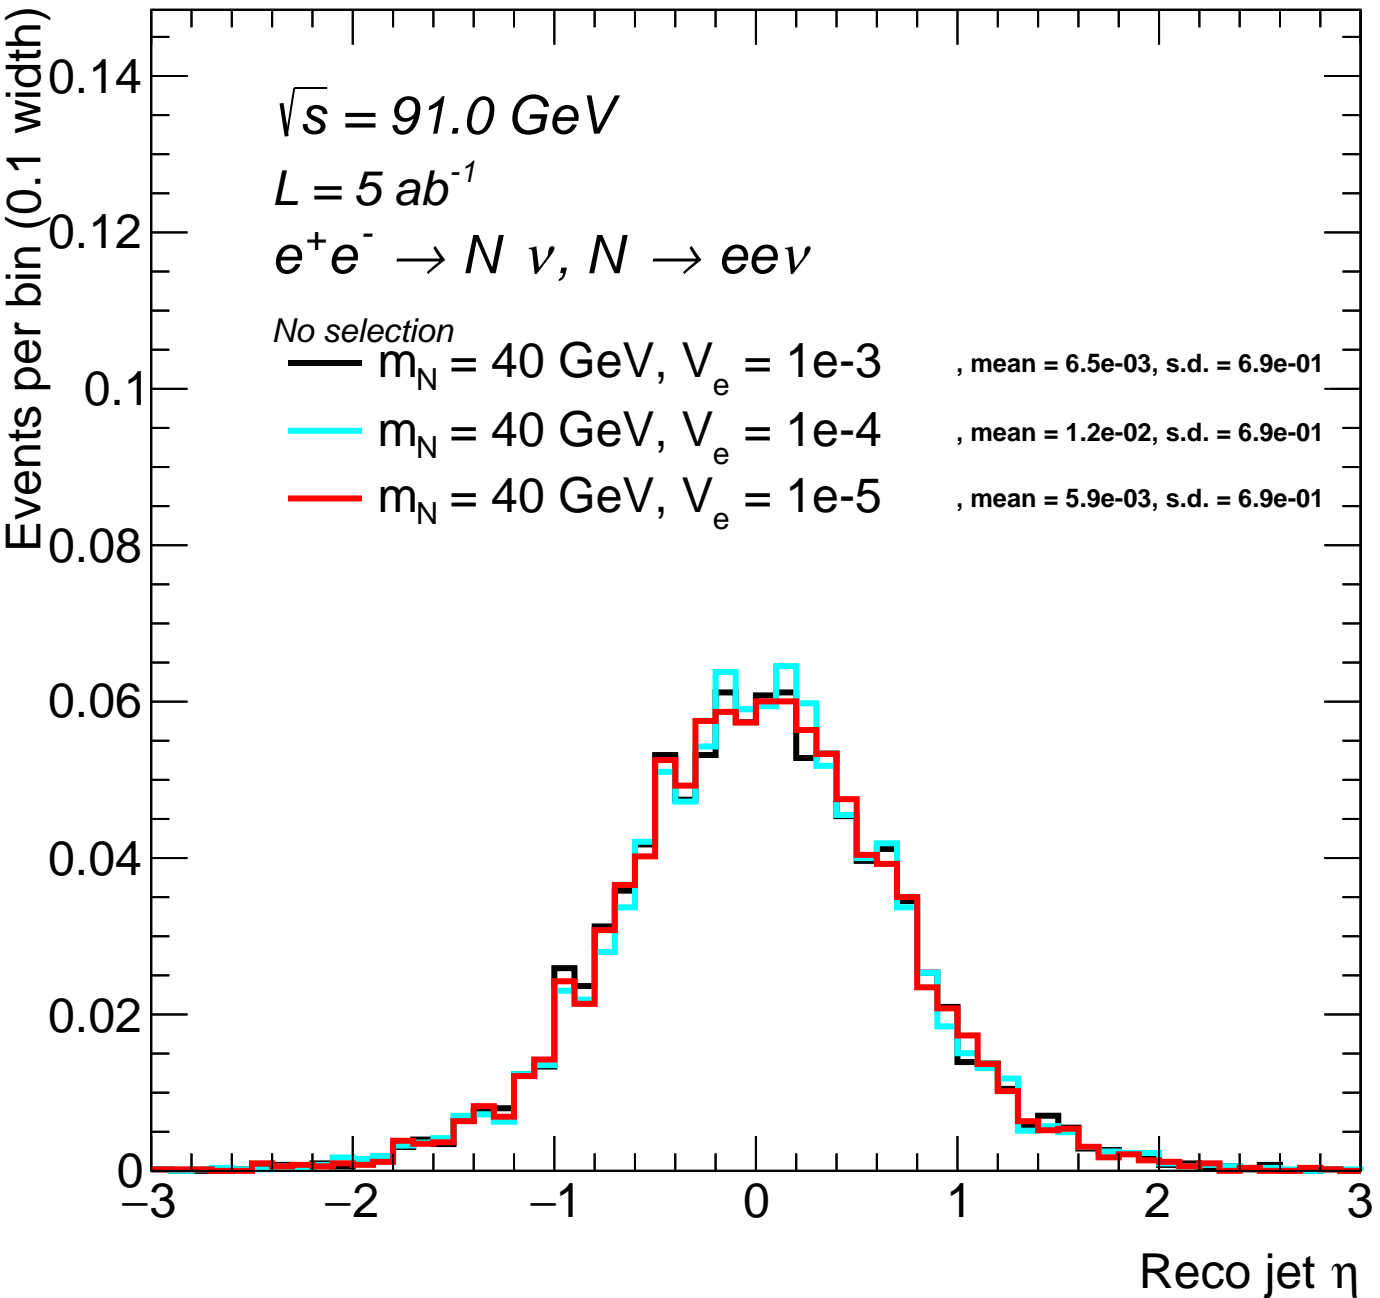 Events per bin (0.1 width)
0.14
0.12
0.1
0.08
0.06
0.04
0.02
0
√s = 91.0 GeV
L = 5 ab⁻¹
e⁺e⁻ → N ν, N → eeν
No selection
m_N = 40 GeV, V_e = 1e-3 , mean = 6.5e-03, s.d. = 6.9e-01
m_N = 40 GeV, V_e = 1e-4 , mean = 1.2e-02, s.d. = 6.9e-01
m_N = 40 GeV, V_e = 1e-5 , mean = 5.9e-03, s.d. = 6.9e-01
−3 −2 −1 0 1 2 3
Reco jet η